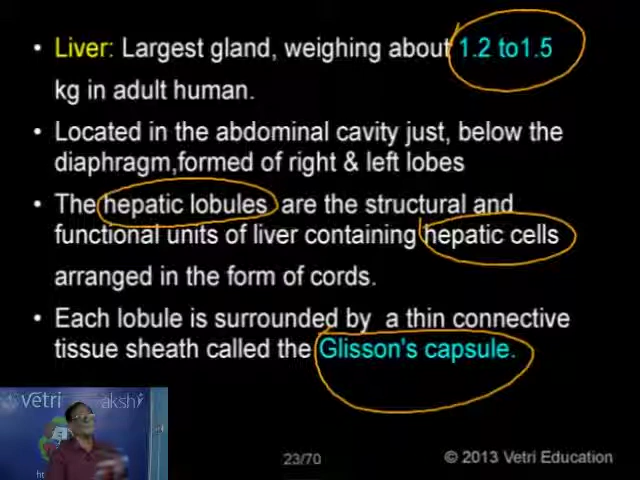 • Liver: Largest gland, weighing about 1.2 to1.5
kg in adult human.
• Located in the abdominal cavity just, below the
diaphragm,formed of right & left lobes
• The hepatic lobules are the structural and
functional units of liver containing hepatic cells
arranged in the form of cords.
• Each lobule is surrounded by a thin connective
tissue sheath called the Glisson's capsule.
vetri
akshi
23/70
© 2013 Vetri Education